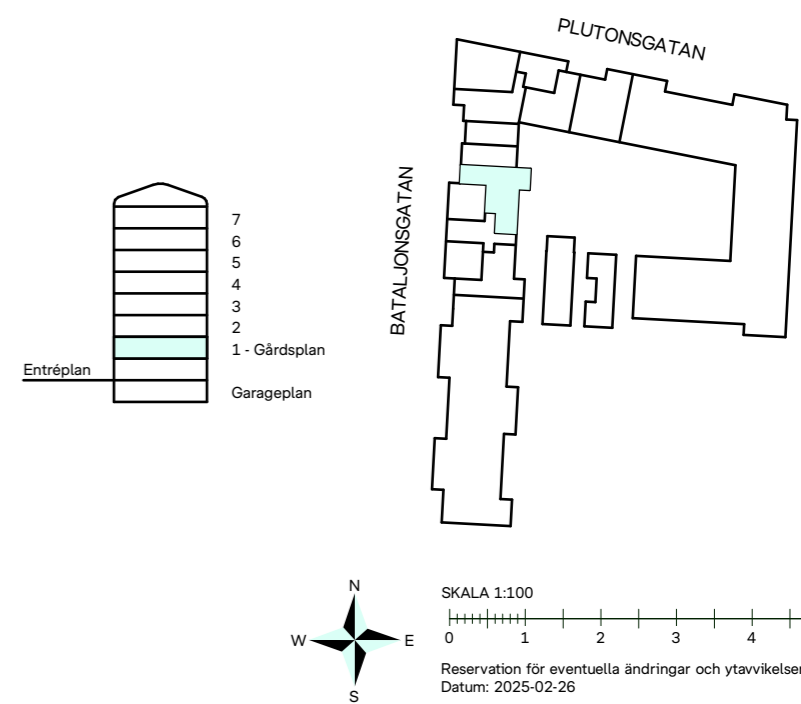 PLUTONSGATAN
BATALJONSGATAN
7
6
5
4
3
2
1 - Gårdsplan
Entréplan
Garageplan
N
W E
S
SKALA 1:100
0 1 2 3 4
Reservation för eventuella ändringar och ytavvikelser
Datum: 2025-02-26